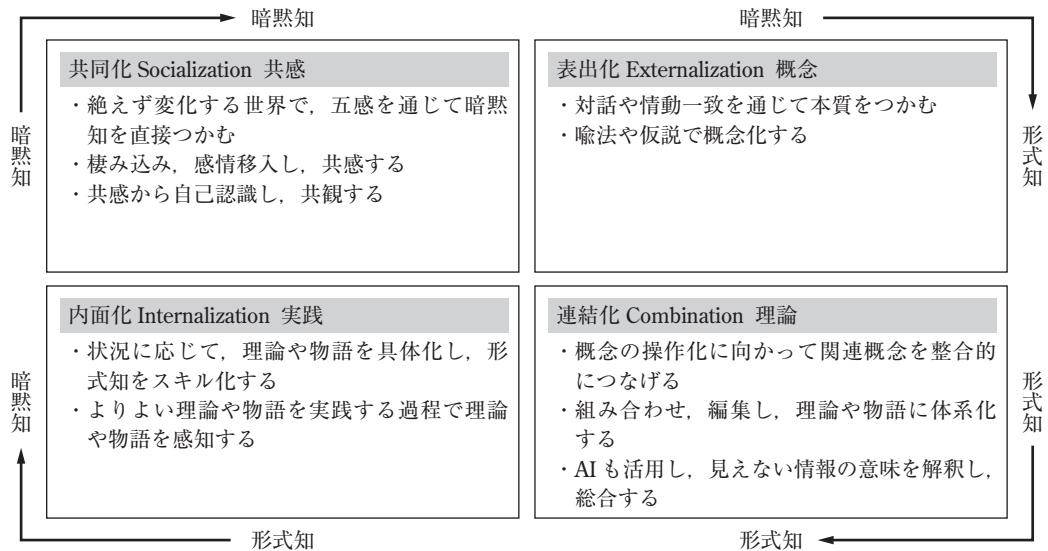 暗黙知
暗黙知
共同化 Socialization 共感
・絶えず変化する世界で，五感を通じて暗黙
知を直接つかむ
・棲み込み，感情移入し，共感する
・共感から自己認識し，共観する
暗黙知
表出化 Externalization 概念
・対話や情動一致を通じて本質をつかむ
・喩法や仮説で概念化する
形式知
内面化 Internalization 実践
・状況に応じて，理論や物語を具体化し，形
式知をスキル化する
・よりよい理論や物語を実践する過程で理論
や物語を感知する
暗黙知
連結化 Combination 理論
・概念の操作化に向かって関連概念を整合的
につなげる
・組み合わせ，編集し，理論や物語に体系化
する
・AI も活用し，見えない情報の意味を解釈し，
総合する
形式知
形式知
形式知